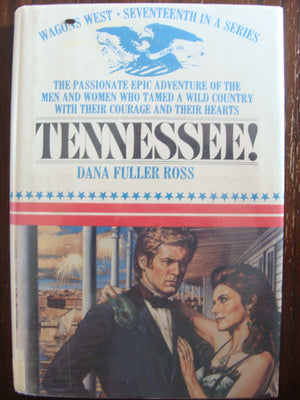 WAGONS WEST • SEVENTEENTH IN A SERIES
THE PASSIONATE EPIC ADVENTURE OF THE
MEN AND WOMEN WHO TAMED A WILD COUNTRY
WITH THEIR COURAGE AND THEIR HEARTS
TENNESSEE!
DANA FULLER ROSS